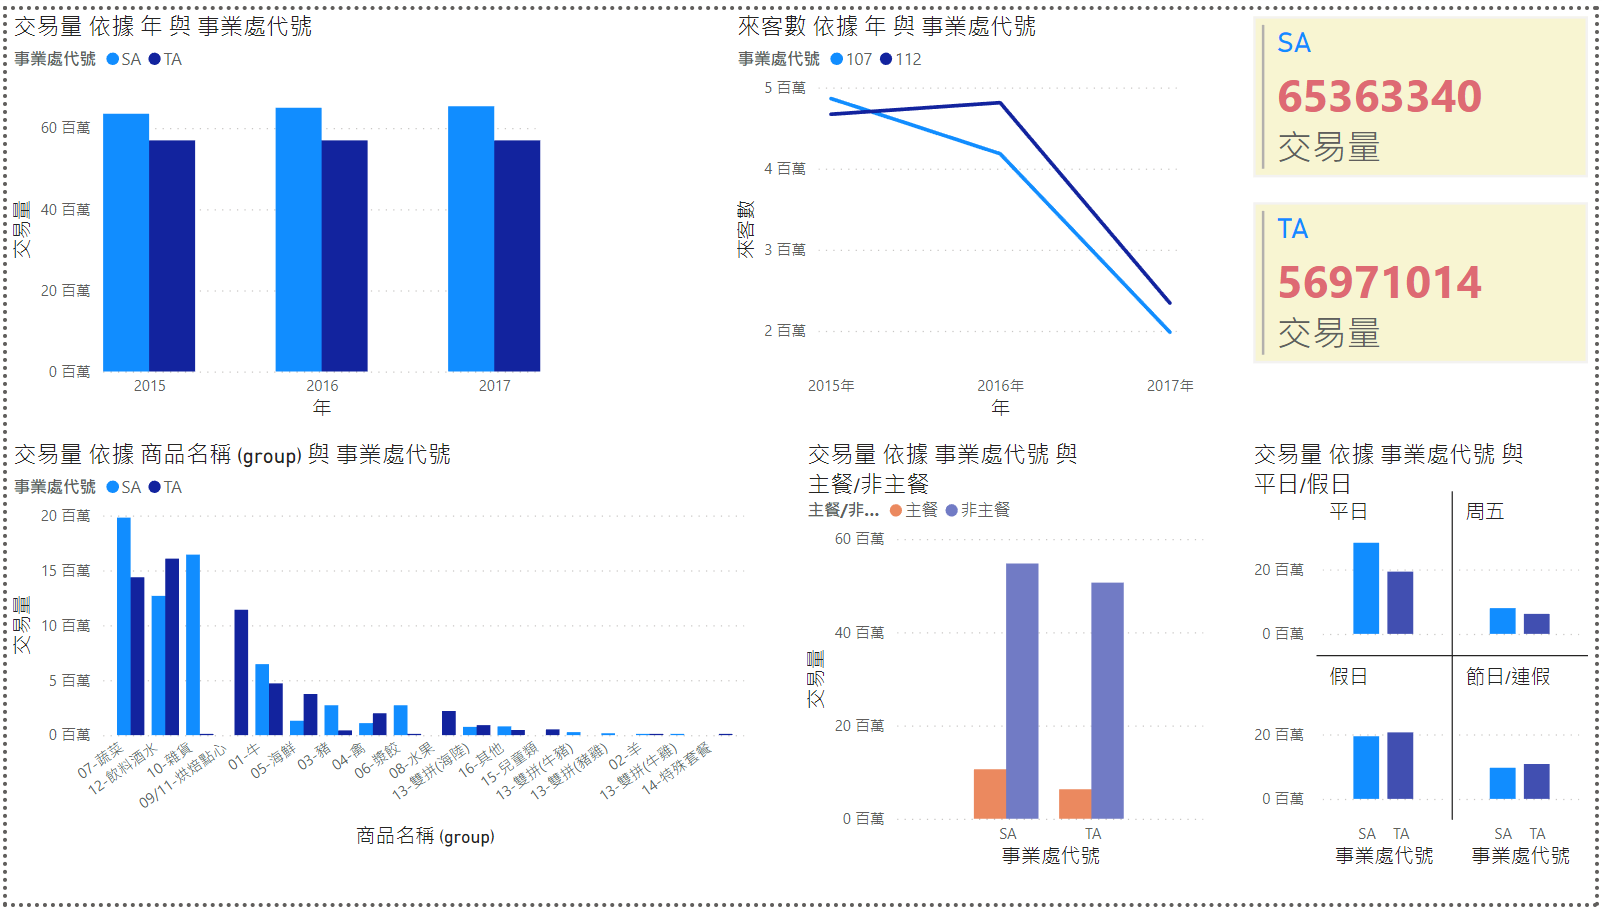 交易量 依據 年 與 事業處代號
事業處代號 SA TA
60 百萬
40 百萬
20 百萬
0 百萬
交易量
2015 2016 2017
年
來客數 依據 年 與 事業處代號
事業處代號 107 112
5 百萬
4 百萬
3 百萬
2 百萬
來客數
2015年 2016年 2017年
年
SA
65363340
交易量
TA
56971014
交易量
交易量 依據 商品名稱 (group) 與 事業處代號
事業處代號 SA TA
20 百萬
15 百萬
10 百萬
5 百萬
0 百萬
交易量
07-蔬菜
12-飲料酒水
10-雜貨
09/11-烘焙點心
01-牛
05-海鮮
03-豬
04-禽
06-漿餃
08-水果
13-雙拼(海陸)
16-其他
15-兒童類
13-雙拼(牛豬)
13-雙拼(豬雞)
02-羊
13-雙拼(牛雞)
14-特殊套餐
商品名稱 (group)
交易量 依據 事業處代號 與
主餐/非主餐
主餐/非... 主餐 非主餐
60 百萬
40 百萬
20 百萬
0 百萬
交易量
SA TA
事業處代號
交易量 依據 事業處代號 與
平日/假日
平日 周五
20 百萬
0 百萬
假日 節日/連假
20 百萬
0 百萬
SA TA SA TA
事業處代號 事業處代號